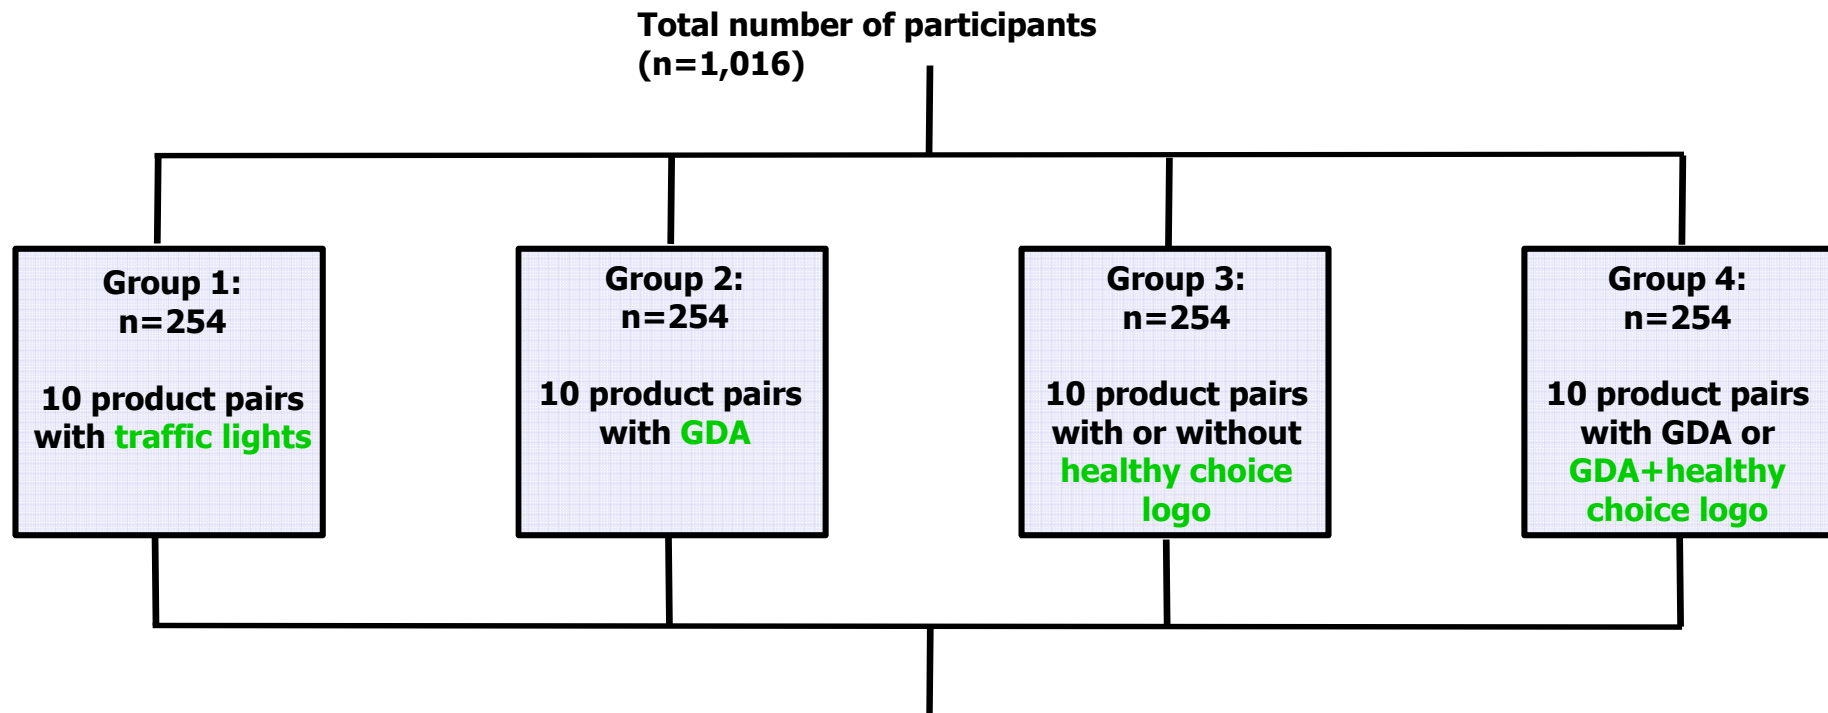 Total number of participants
(n=1,016)
Group 1:
n=254
10 product pairs
with traffic lights
Group 2:
n=254
10 product pairs
with GDA
Group 3:
n=254
10 product pairs
with or without
healthy choice
logo
Group 4:
n=254
10 product pairs
with GDA or
GDA+healthy
choice logo